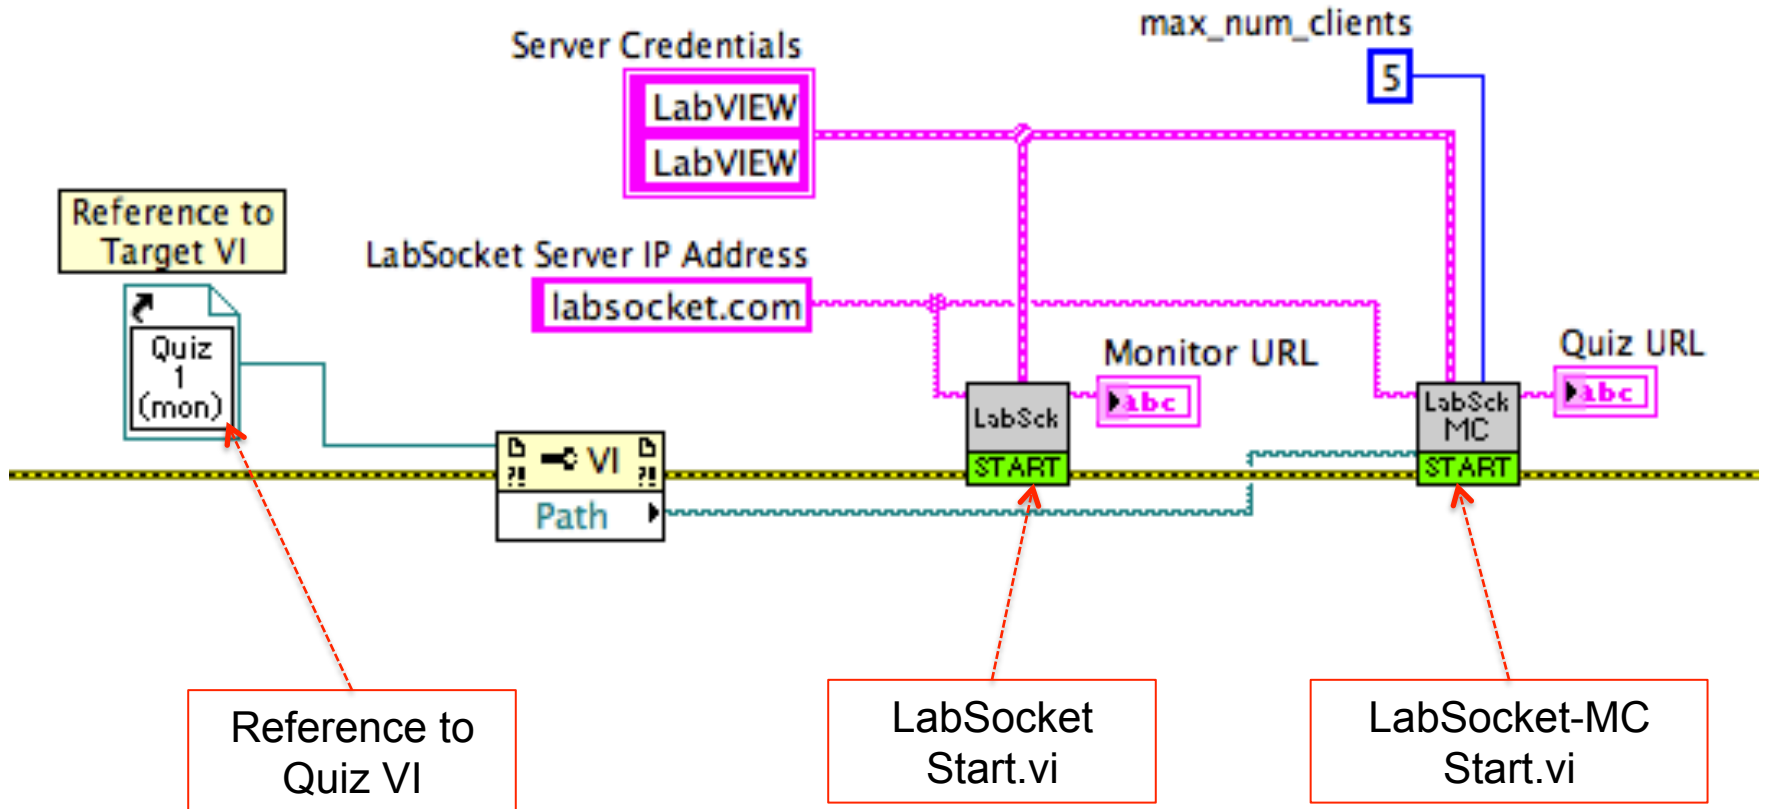 max_num_clients
5
Server Credentials
LabVIEW
LabVIEW
Reference to
Target VI
LabSocket Server IP Address
labsocket.com
Quiz
1
(mon)
Monitor URL
abc
Quiz URL
abc
LabSck
START
LabSck
MC
START
?! VI ?!
Path
Reference to
Quiz VI
LabSocket
Start.vi
LabSocket-MC
Start.vi